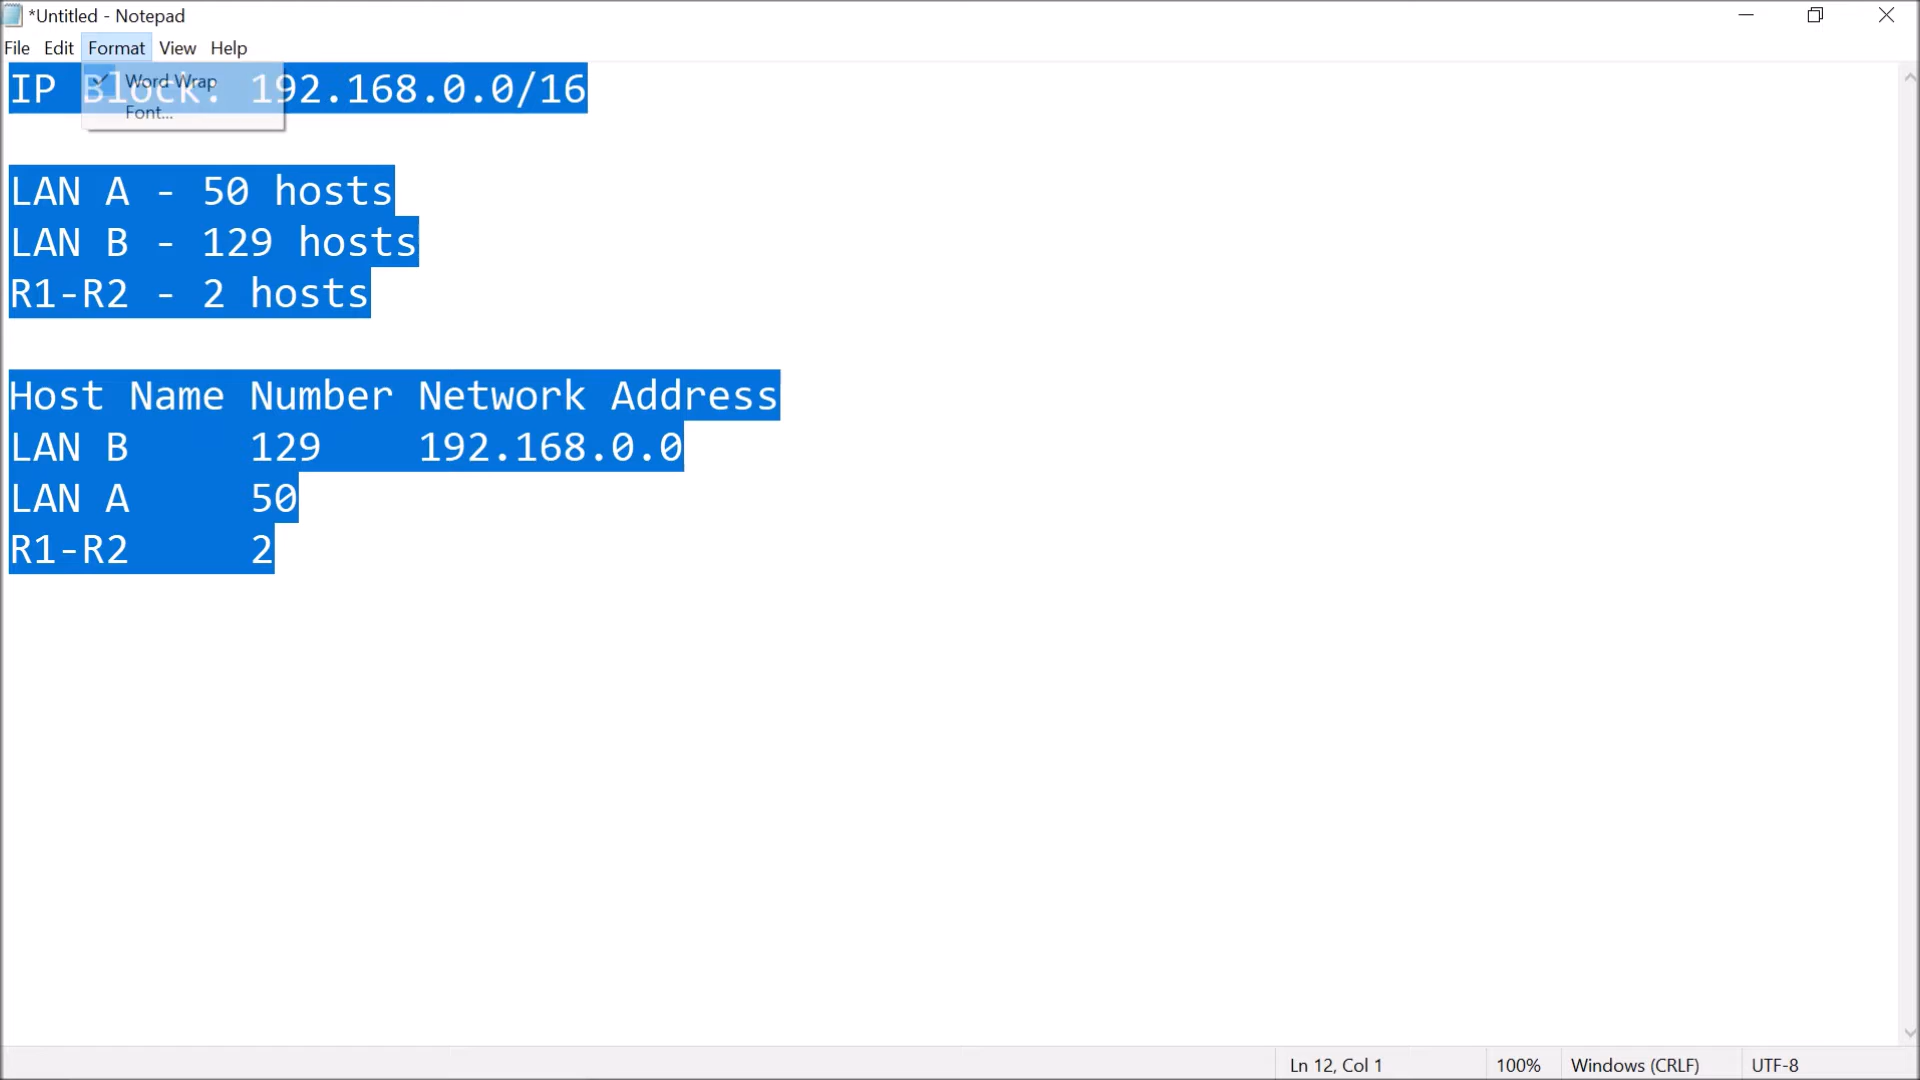 *Untitled - Notepad
File Edit Format View Help
Word Wrap
Font...
IP Block: 192.168.0.0/16
LAN A - 50 hosts
LAN B - 129 hosts
R1-R2 - 2 hosts
Host Name Number Network Address
LAN B 129 192.168.0.0
LAN A 50
R1-R2 2
Ln 12, Col 1 100% Windows (CRLF) UTF-8